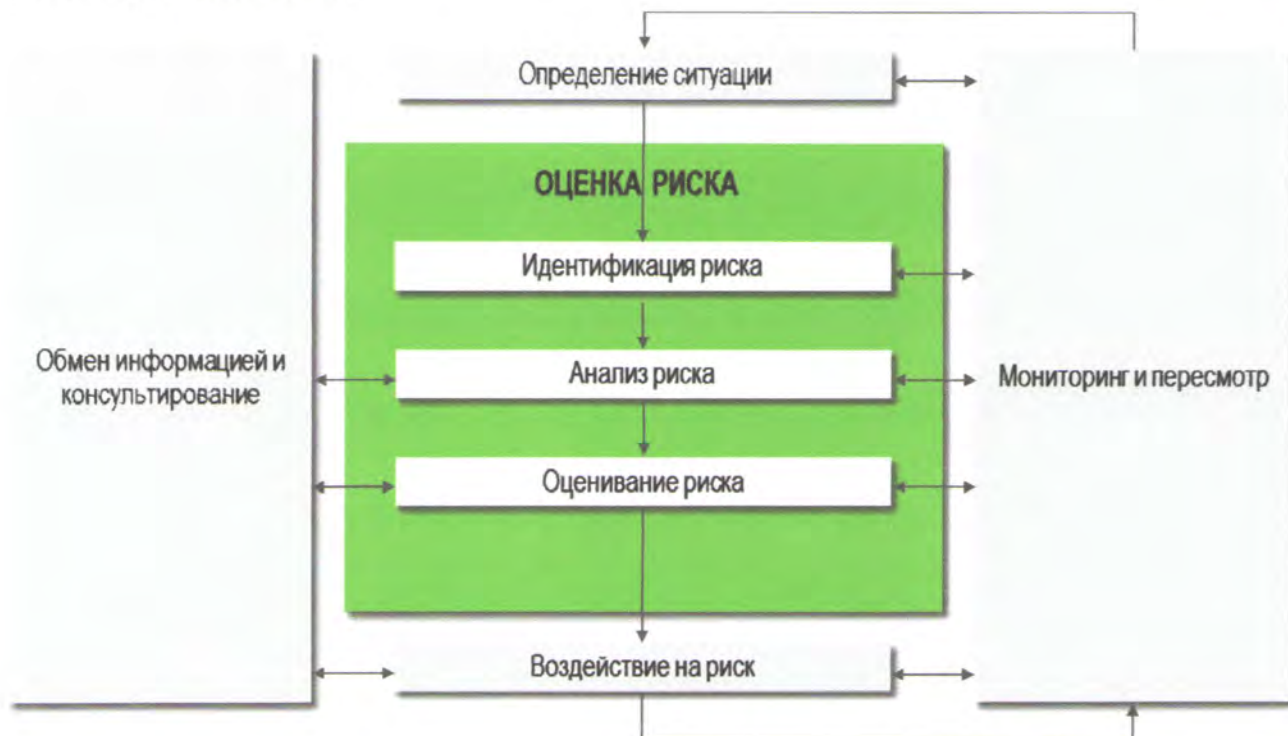 Определение ситуации
ОЦЕНКА РИСКА
Идентификация риска
Обмен информацией и
консультирование
Анализ риска
Мониторинг и пересмотр
Оценивание риска
Воздействие на риск